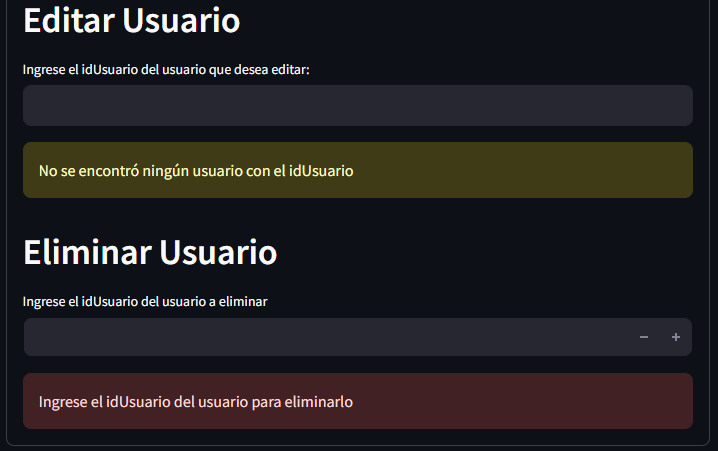 Editar Usuario
Ingrese el idUsuario del usuario que desea editar:
No se encontró ningún usuario con el idUsuario
Eliminar Usuario
Ingrese el idUsuario del usuario a eliminar
− +
Ingrese el idUsuario del usuario para eliminarlo